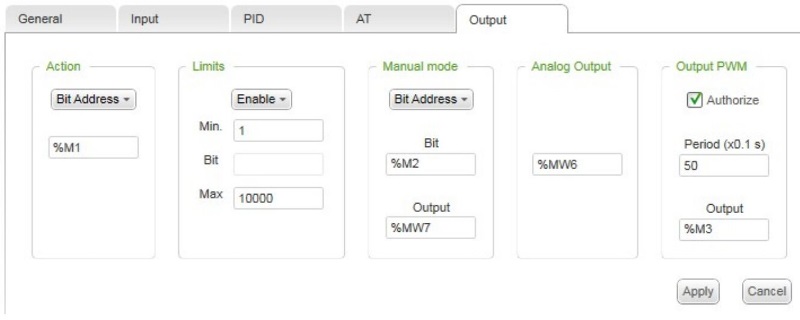 General Input PID AT Output
Action Limits Manual mode Analog Output Output PWM
Bit Address Enable Bit Address Authorize
Min. 1
%M1 Bit Period (x0.1 s)
Bit %M2 %MW6 50
Max 10000
Output Output
%MW7 %M3
Apply Cancel